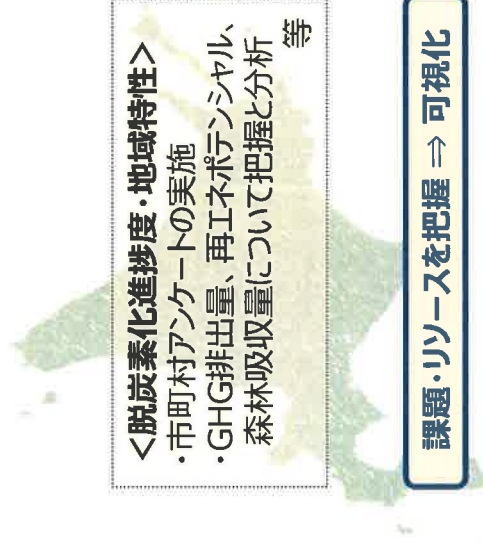 <脱炭素化進捗度・地域特性>
・市町村アンケートの実施
・GHG排出量、再エネポテンシャル、
森林吸収量について把握と分析
等
課題・リソースを把握 ⇒ 可視化